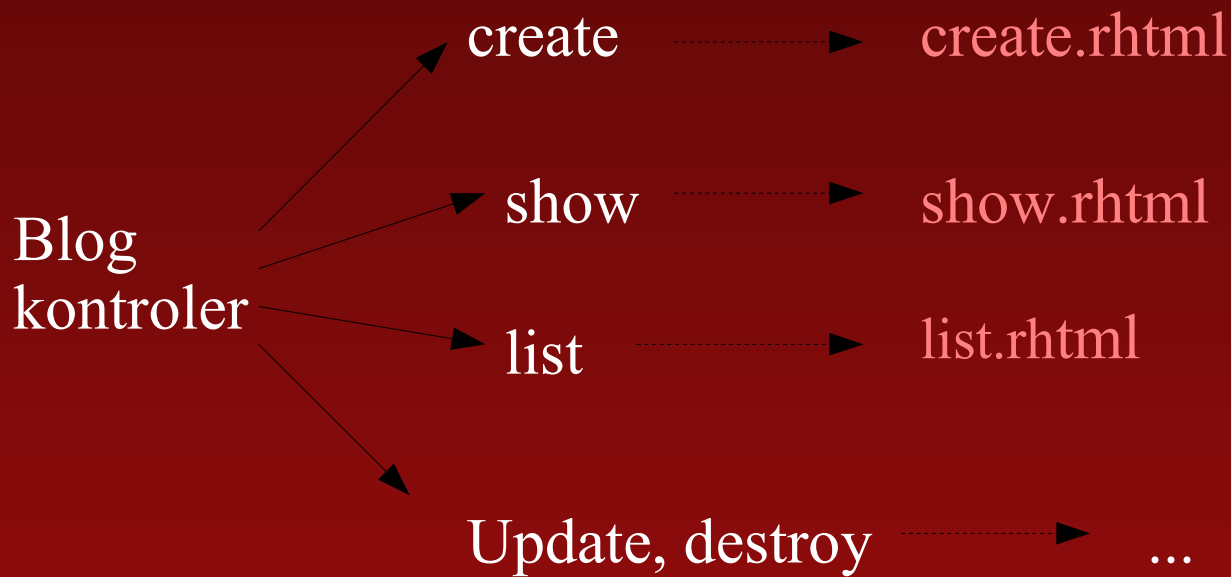 create
create.rhtml
show
show.rhtml
Blog
kontroler
list
list.rhtml
Update, destroy
...